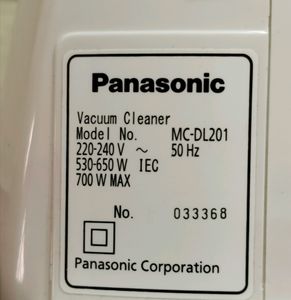 Panasonic
Vacuum Cleaner
Model No. MC-DL201
220-240 V ~ 50 Hz
530-650 W IEC
700 W MAX
No. 033368
Panasonic Corporation